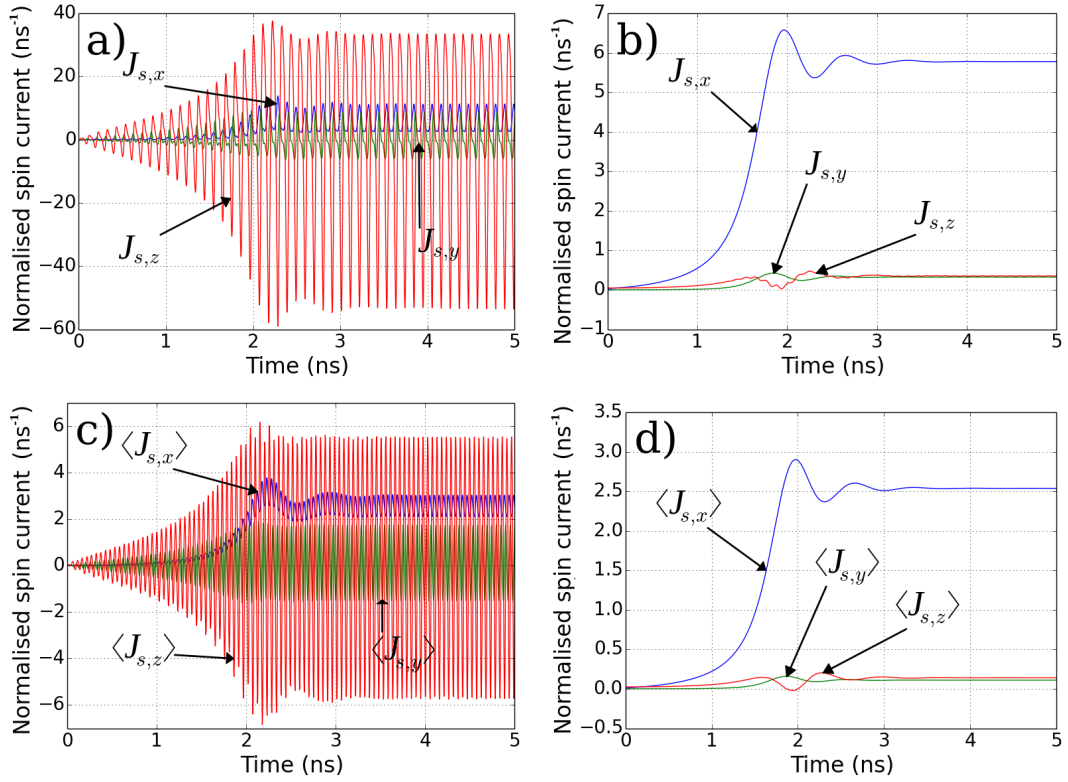 a)
Normalised spin current (ns⁻¹)
40
20
0
−20
−40
−60
J_{s,x}
J_{s,z}
J_{s,y}
0 1 2 3 4 5
Time (ns)
b)
Normalised spin current (ns⁻¹)
7
6
5
4
3
2
1
0
−1
J_{s,x}
J_{s,y}
J_{s,z}
0 1 2 3 4 5
Time (ns)
c)
Normalised spin current (ns⁻¹)
6
4
2
0
−2
−4
−6
⟨J_{s,x}⟩
⟨J_{s,z}⟩
⟨J_{s,y}⟩
0 1 2 3 4 5
Time (ns)
d)
Normalised spin current (ns⁻¹)
3.5
3.0
2.5
2.0
1.5
1.0
0.5
0.0
−0.5
⟨J_{s,x}⟩
⟨J_{s,y}⟩
⟨J_{s,z}⟩
0 1 2 3 4 5
Time (ns)